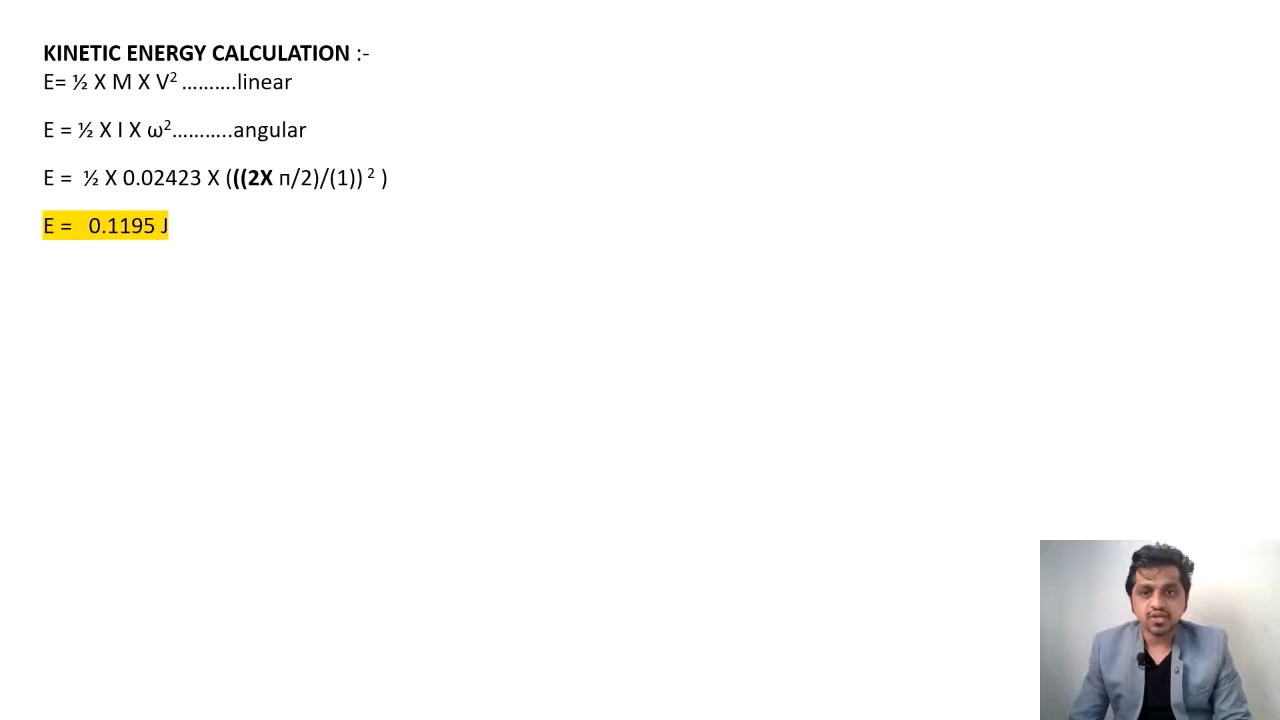 KINETIC ENERGY CALCULATION :-
E= ½ X M X V² ……….linear
E = ½ X I X ω²………..angular
E =  ½ X 0.02423 X (((2X п/2)/(1)) ² )
E =   0.1195 J